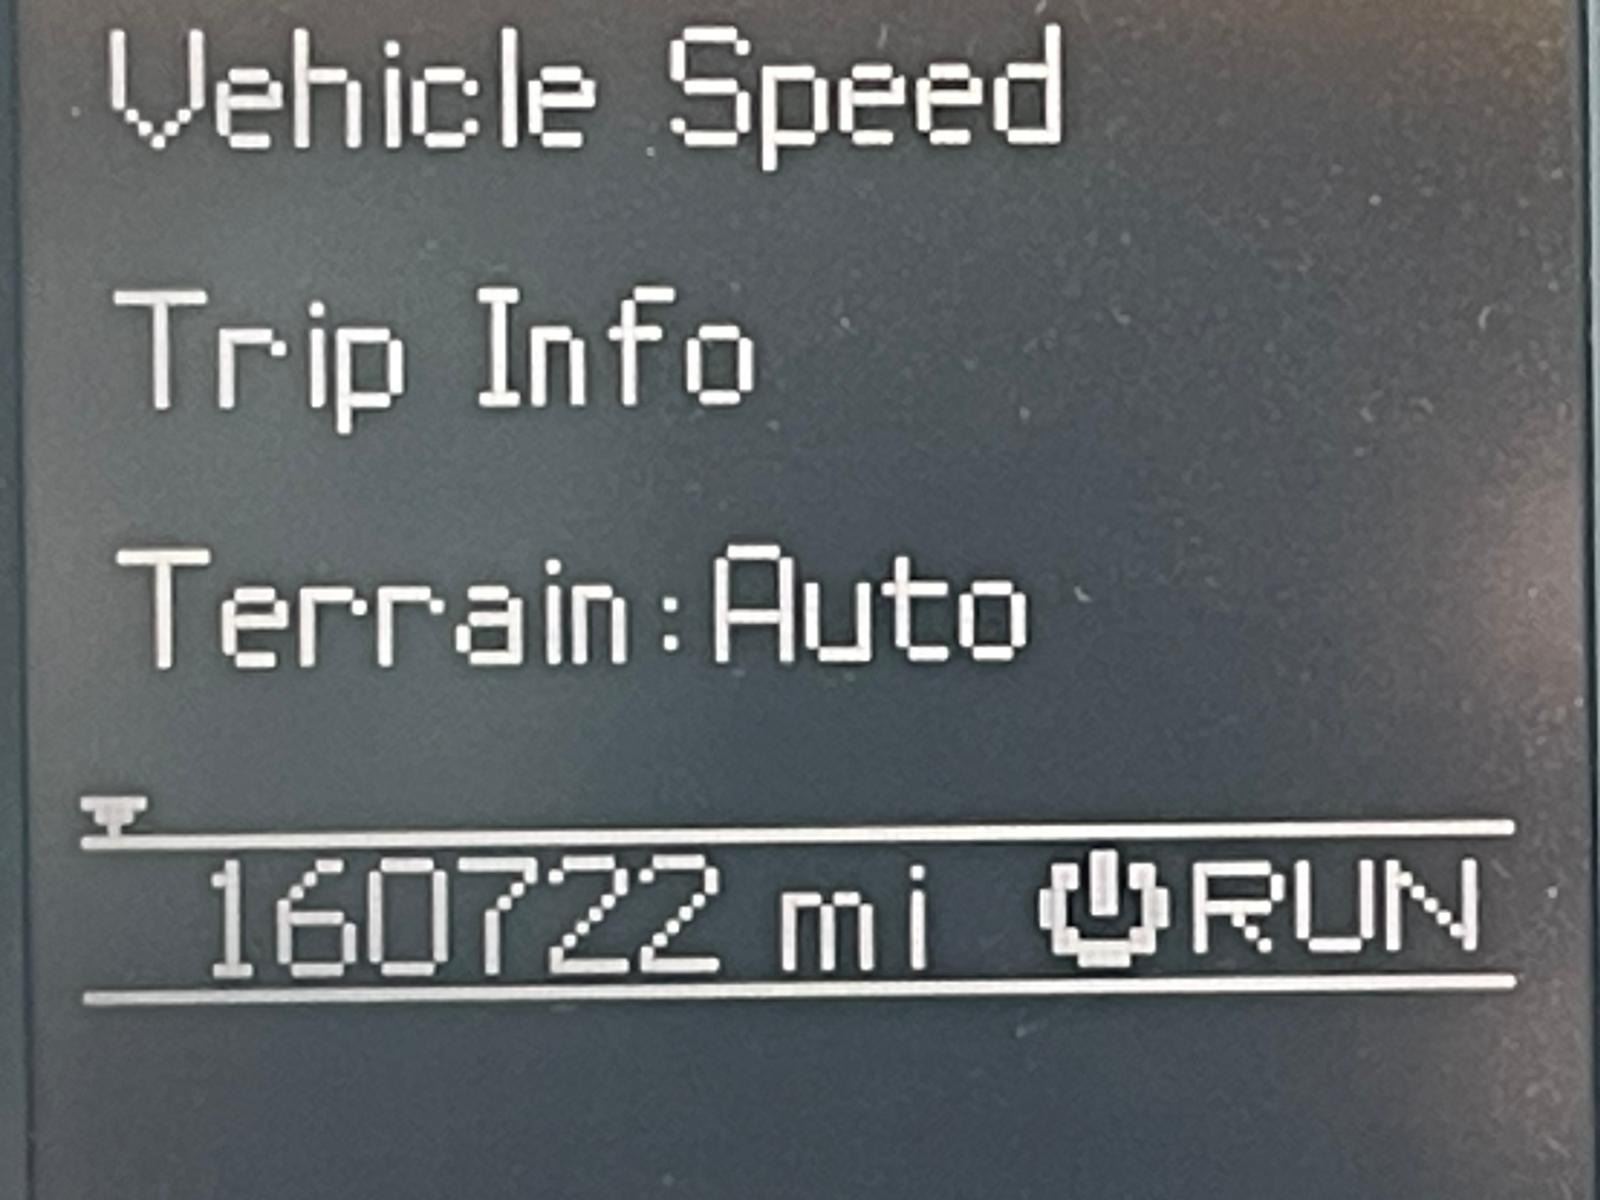 Vehicle Speed
Trip Info
Terrain:Auto
160722 mi RUN